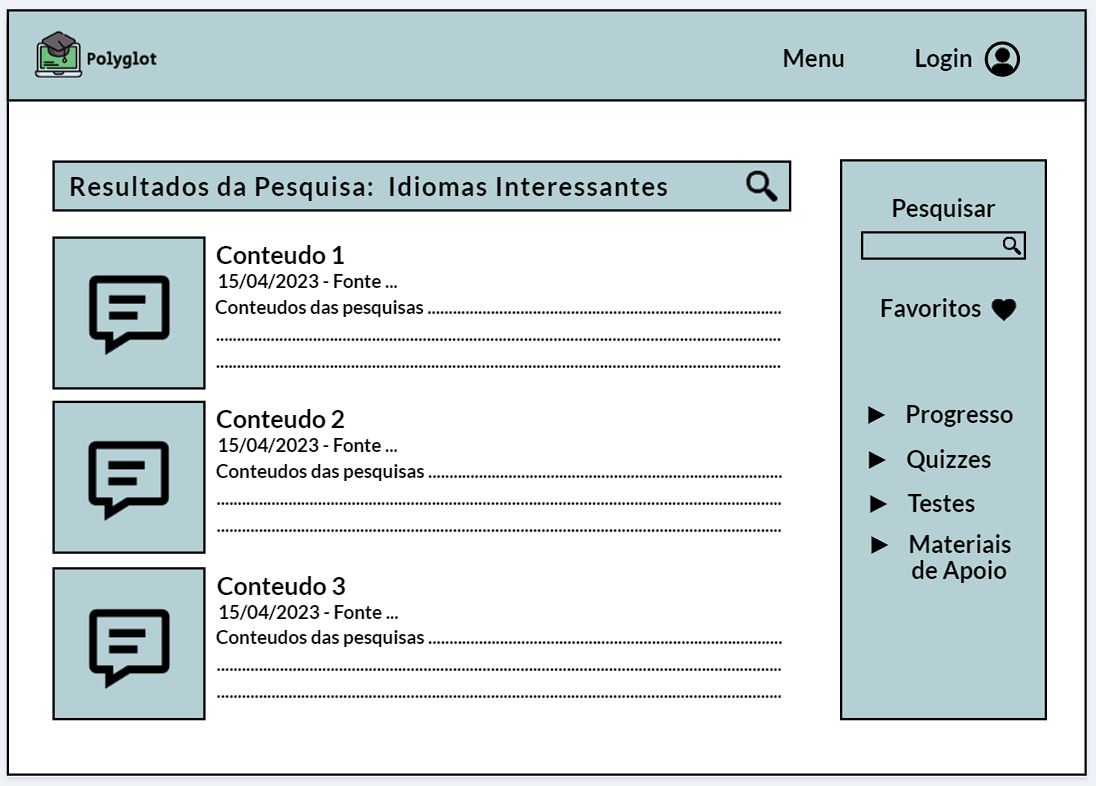 Polyglot
Menu
Login
Resultados da Pesquisa: Idiomas Interessantes
Conteudo 1
15/04/2023 - Fonte ...
Conteudos das pesquisas ....................................................................................
......................................................................................................................................
......................................................................................................................................
Conteudo 2
15/04/2023 - Fonte ...
Conteudos das pesquisas ....................................................................................
......................................................................................................................................
......................................................................................................................................
Conteudo 3
15/04/2023 - Fonte ...
Conteudos das pesquisas ....................................................................................
......................................................................................................................................
......................................................................................................................................
Pesquisar
Favoritos
Progresso
Quizzes
Testes
Materiais
de Apoio